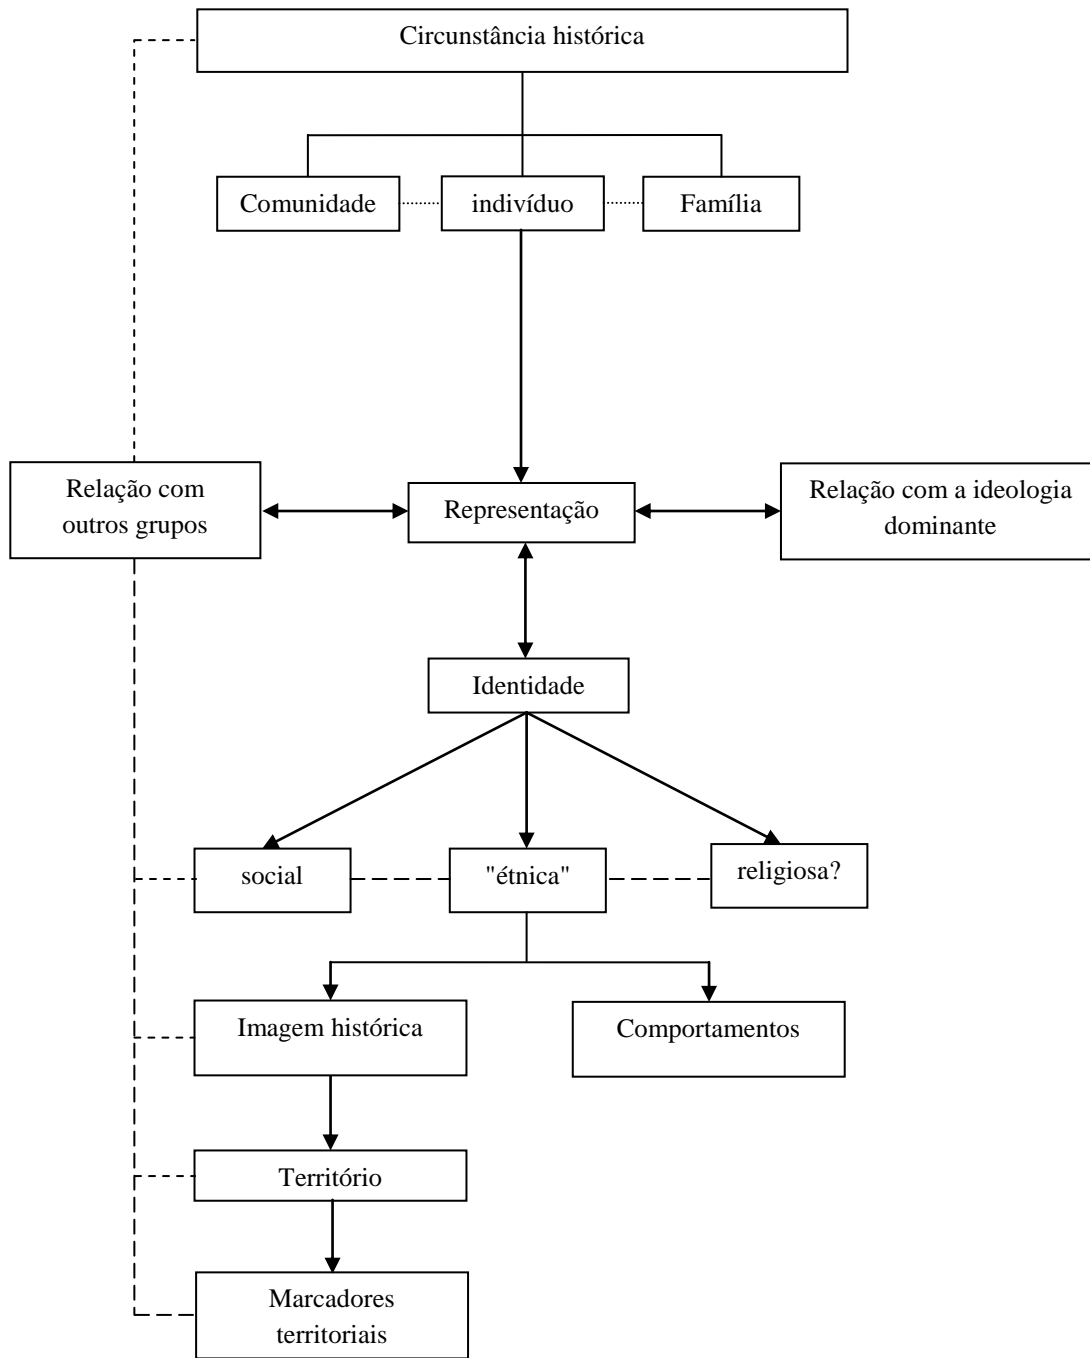 Circunstância histórica
Comunidade
indivíduo
Família
Relação com
outros grupos
Representação
Relação com a ideologia
dominante
Identidade
social
"étnica"
religiosa?
Imagem histórica
Comportamentos
Território
Marcadores
territoriais